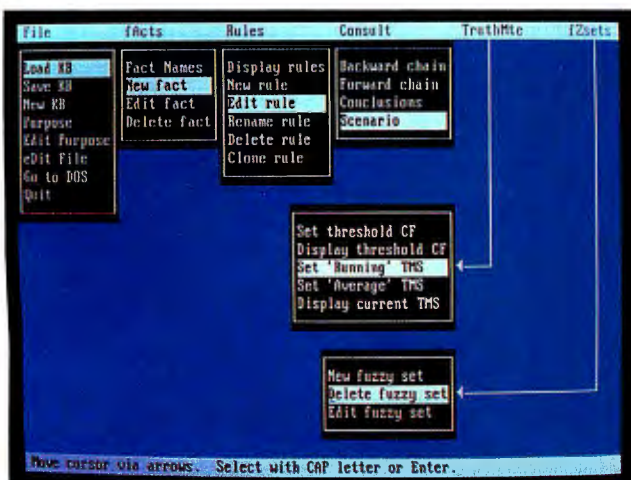 File fActs Rules Consult TruthMte fZsets
Load KB
Save KB
New KB
Purpose
Edit Purpose
eDit File
Go to DOS
Quit
Fact Names
New fact
Edit fact
Delete fact
Display rules
New rule
Edit rule
Rename rule
Delete rule
Clone rule
Backward chain
Forward chain
Conclusions
Scenario
Set threshold CF
Display threshold CF
Set 'Running' TMS
Set 'Average' TMS
Display current TMS
New fuzzy set
Delete fuzzy set
Edit fuzzy set
Move cursor via arrows. Select with CAP letter or Enter.